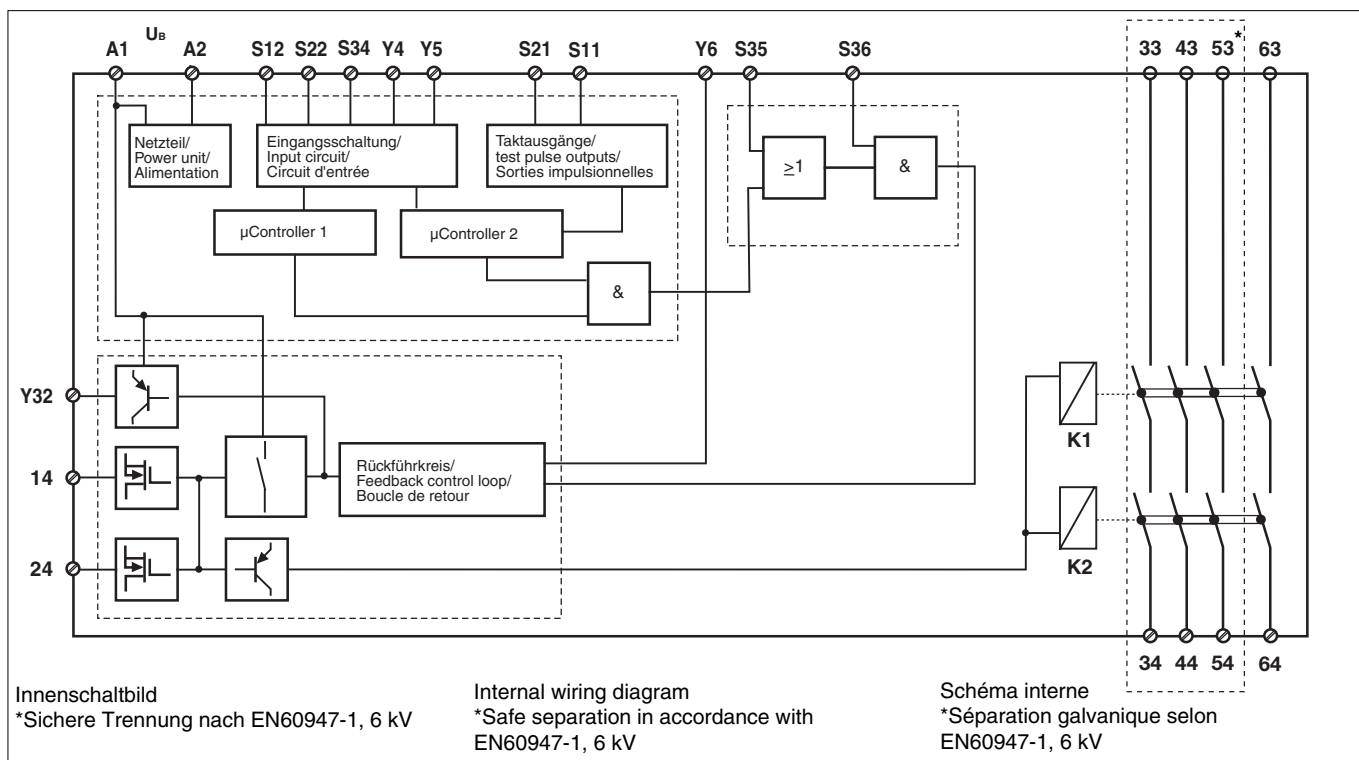 U_B
A1 A2 S12 S22 S34 Y4 Y5 S21 S11 Y6 S35 S36 33 43 53* 63
Netzteil/
Power unit/
Alimentation
Eingangsschaltung/
Input circuit/
Circuit d'entrée
Taktausgänge/
test pulse outputs/
Sorties impulsionnelles
≥1
&
µController 1
µController 2
&
Y32
14
24
Rückführkreis/
Feedback control loop/
Boucle de retour
K1
K2
34 44 54 64
Innenschaltbild
*Sichere Trennung nach EN60947-1, 6 kV
Internal wiring diagram
*Safe separation in accordance with
EN60947-1, 6 kV
Schéma interne
*Séparation galvanique selon
EN60947-1, 6 kV